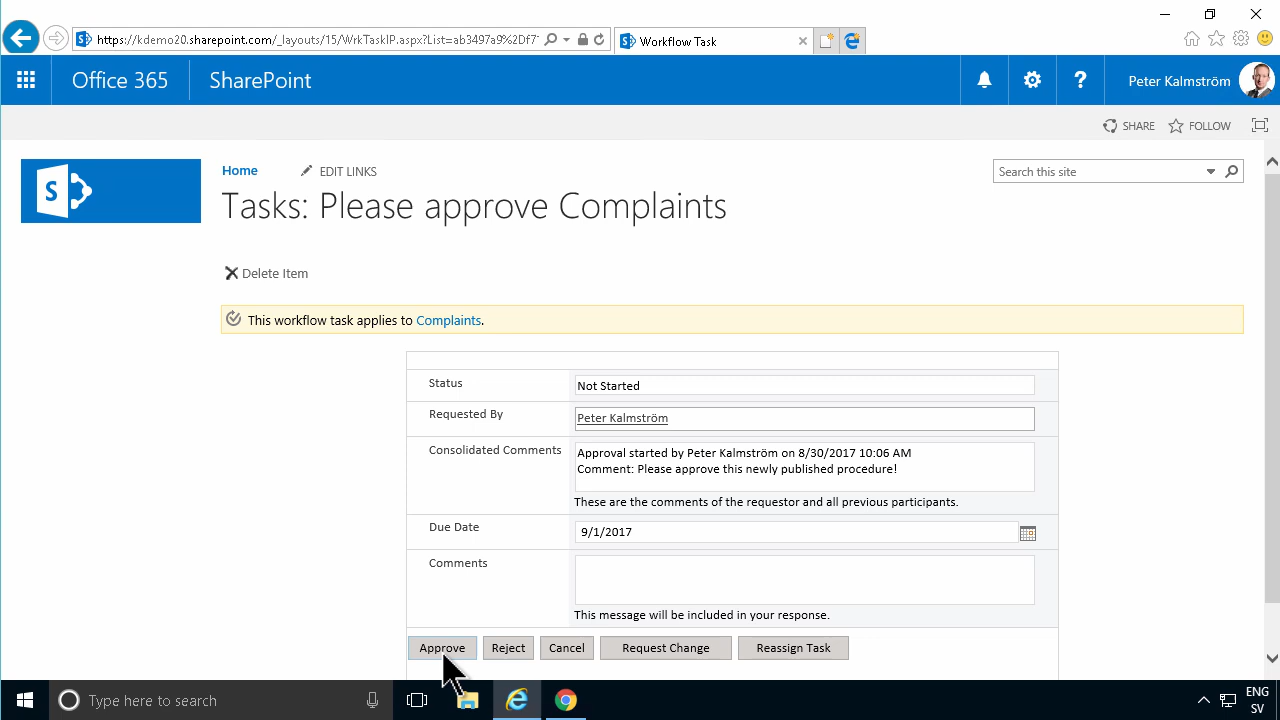 https://kdemo20.sharepoint.com/_layouts/15/WrkTaskIP.aspx?List=ab3497a9%2Df7
Workflow Task
Office 365
SharePoint
?
Peter Kalmström
SHARE
FOLLOW
S
Home
EDIT LINKS
Search this site
Tasks: Please approve Complaints
Delete Item
This workflow task applies to Complaints.
Status
Not Started
Requested By
Peter Kalmström
Consolidated Comments
Approval started by Peter Kalmström on 8/30/2017 10:06 AM
Comment: Please approve this newly published procedure!
These are the comments of the requestor and all previous participants.
Due Date
9/1/2017
Comments
This message will be included in your response.
Approve
Reject
Cancel
Request Change
Reassign Task
Type here to search
ENG
SV